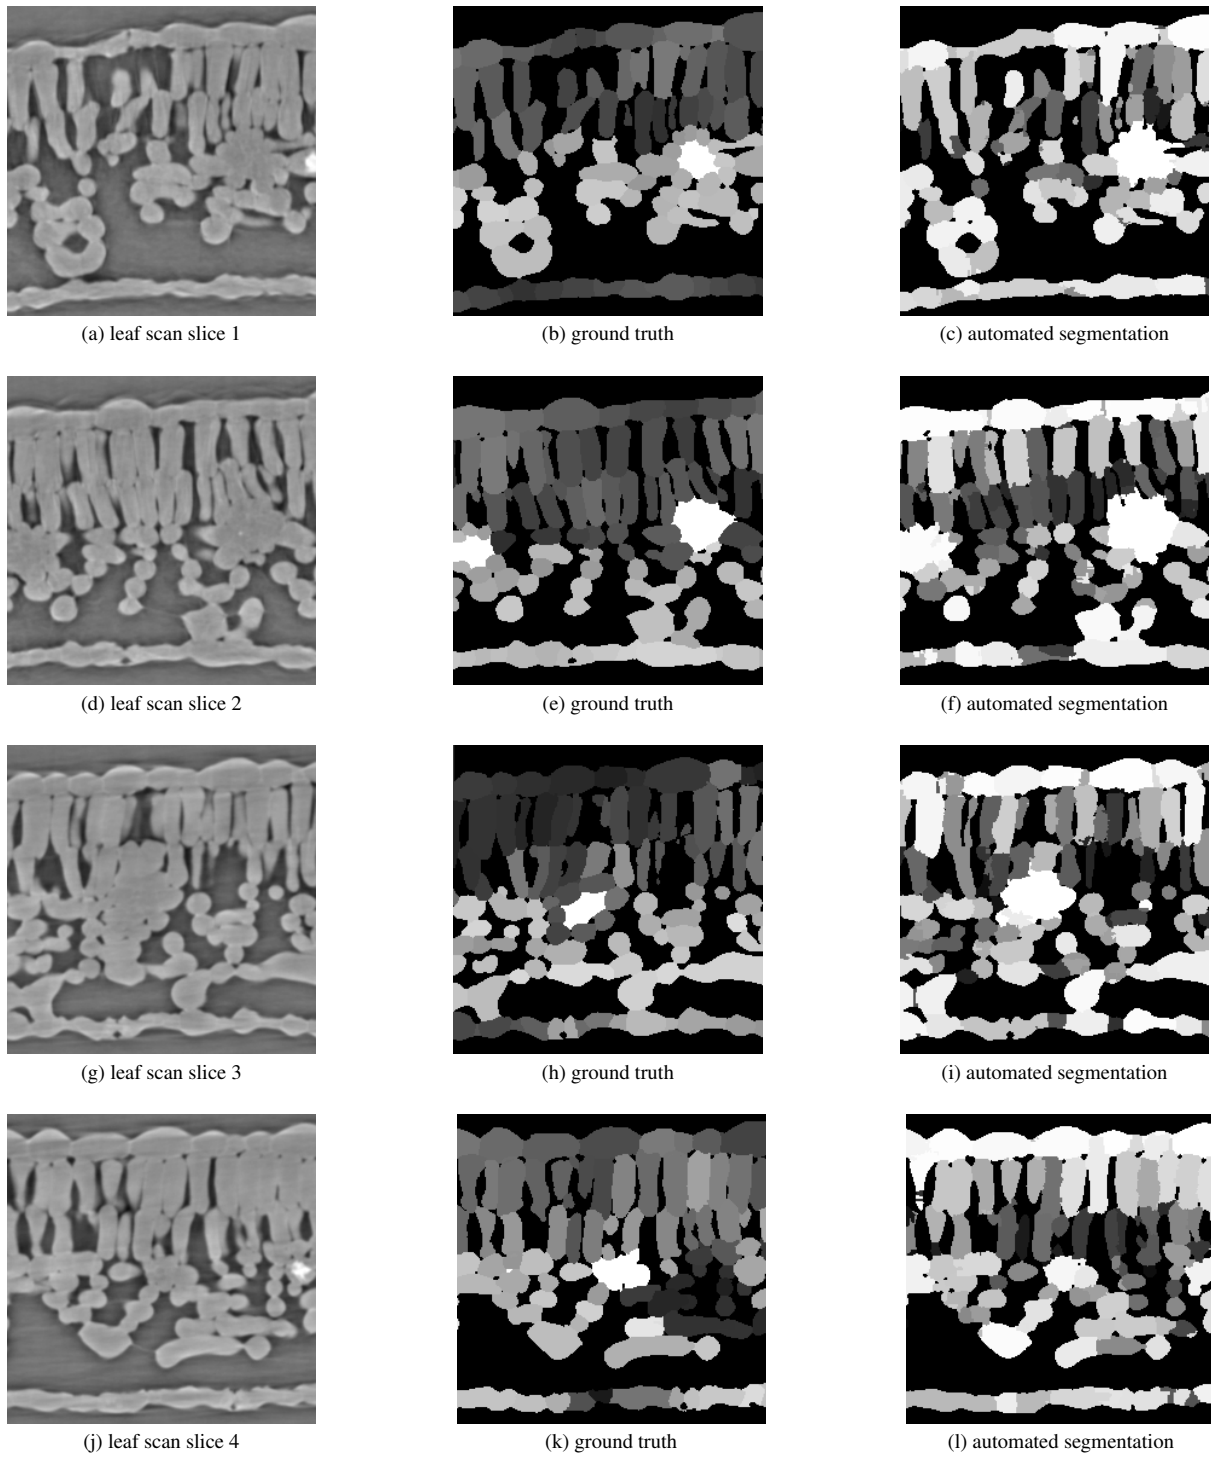 (a) leaf scan slice 1
(b) ground truth
(c) automated segmentation
(d) leaf scan slice 2
(e) ground truth
(f) automated segmentation
(g) leaf scan slice 3
(h) ground truth
(i) automated segmentation
(j) leaf scan slice 4
(k) ground truth
(l) automated segmentation